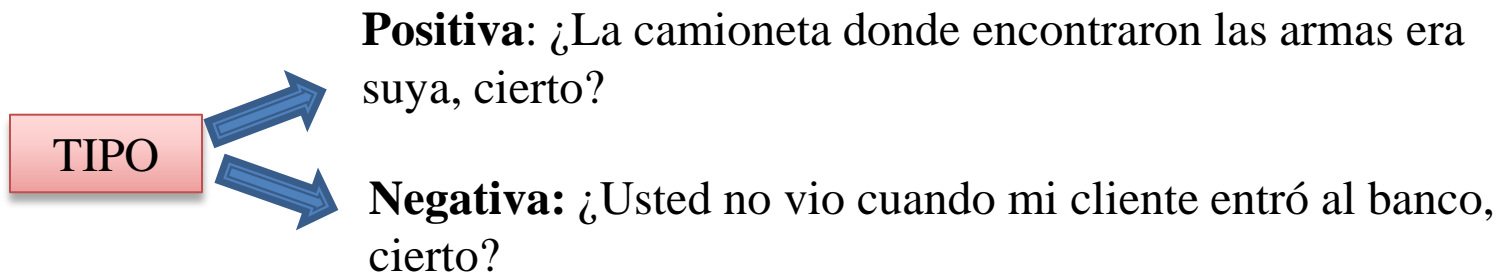 Positiva: ¿La camioneta donde encontraron las armas era
suya, cierto?
TIPO
Negativa: ¿Usted no vio cuando mi cliente entró al banco,
cierto?